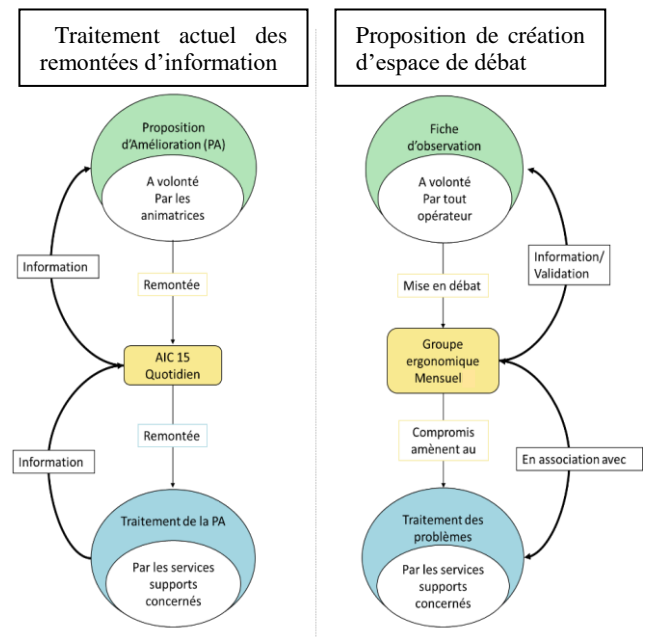 Traitement actuel des
remontées d'information
Proposition
d'Amélioration (PA)
A volonté
Par les
animatrices
Information
Remontée
AIC 15
Quotidien
Information
Remontée
Traitement de la PA
Par les services
supports
concernés
Proposition de création
d'espace de débat
Fiche
d'observation
A volonté
Par tout
opérateur
Information/
Validation
Mise en débat
Groupe
ergonomique
Mensuel
Compromis
amènent au
En association avec
Traitement des
problèmes
Par les services
supports
concernés